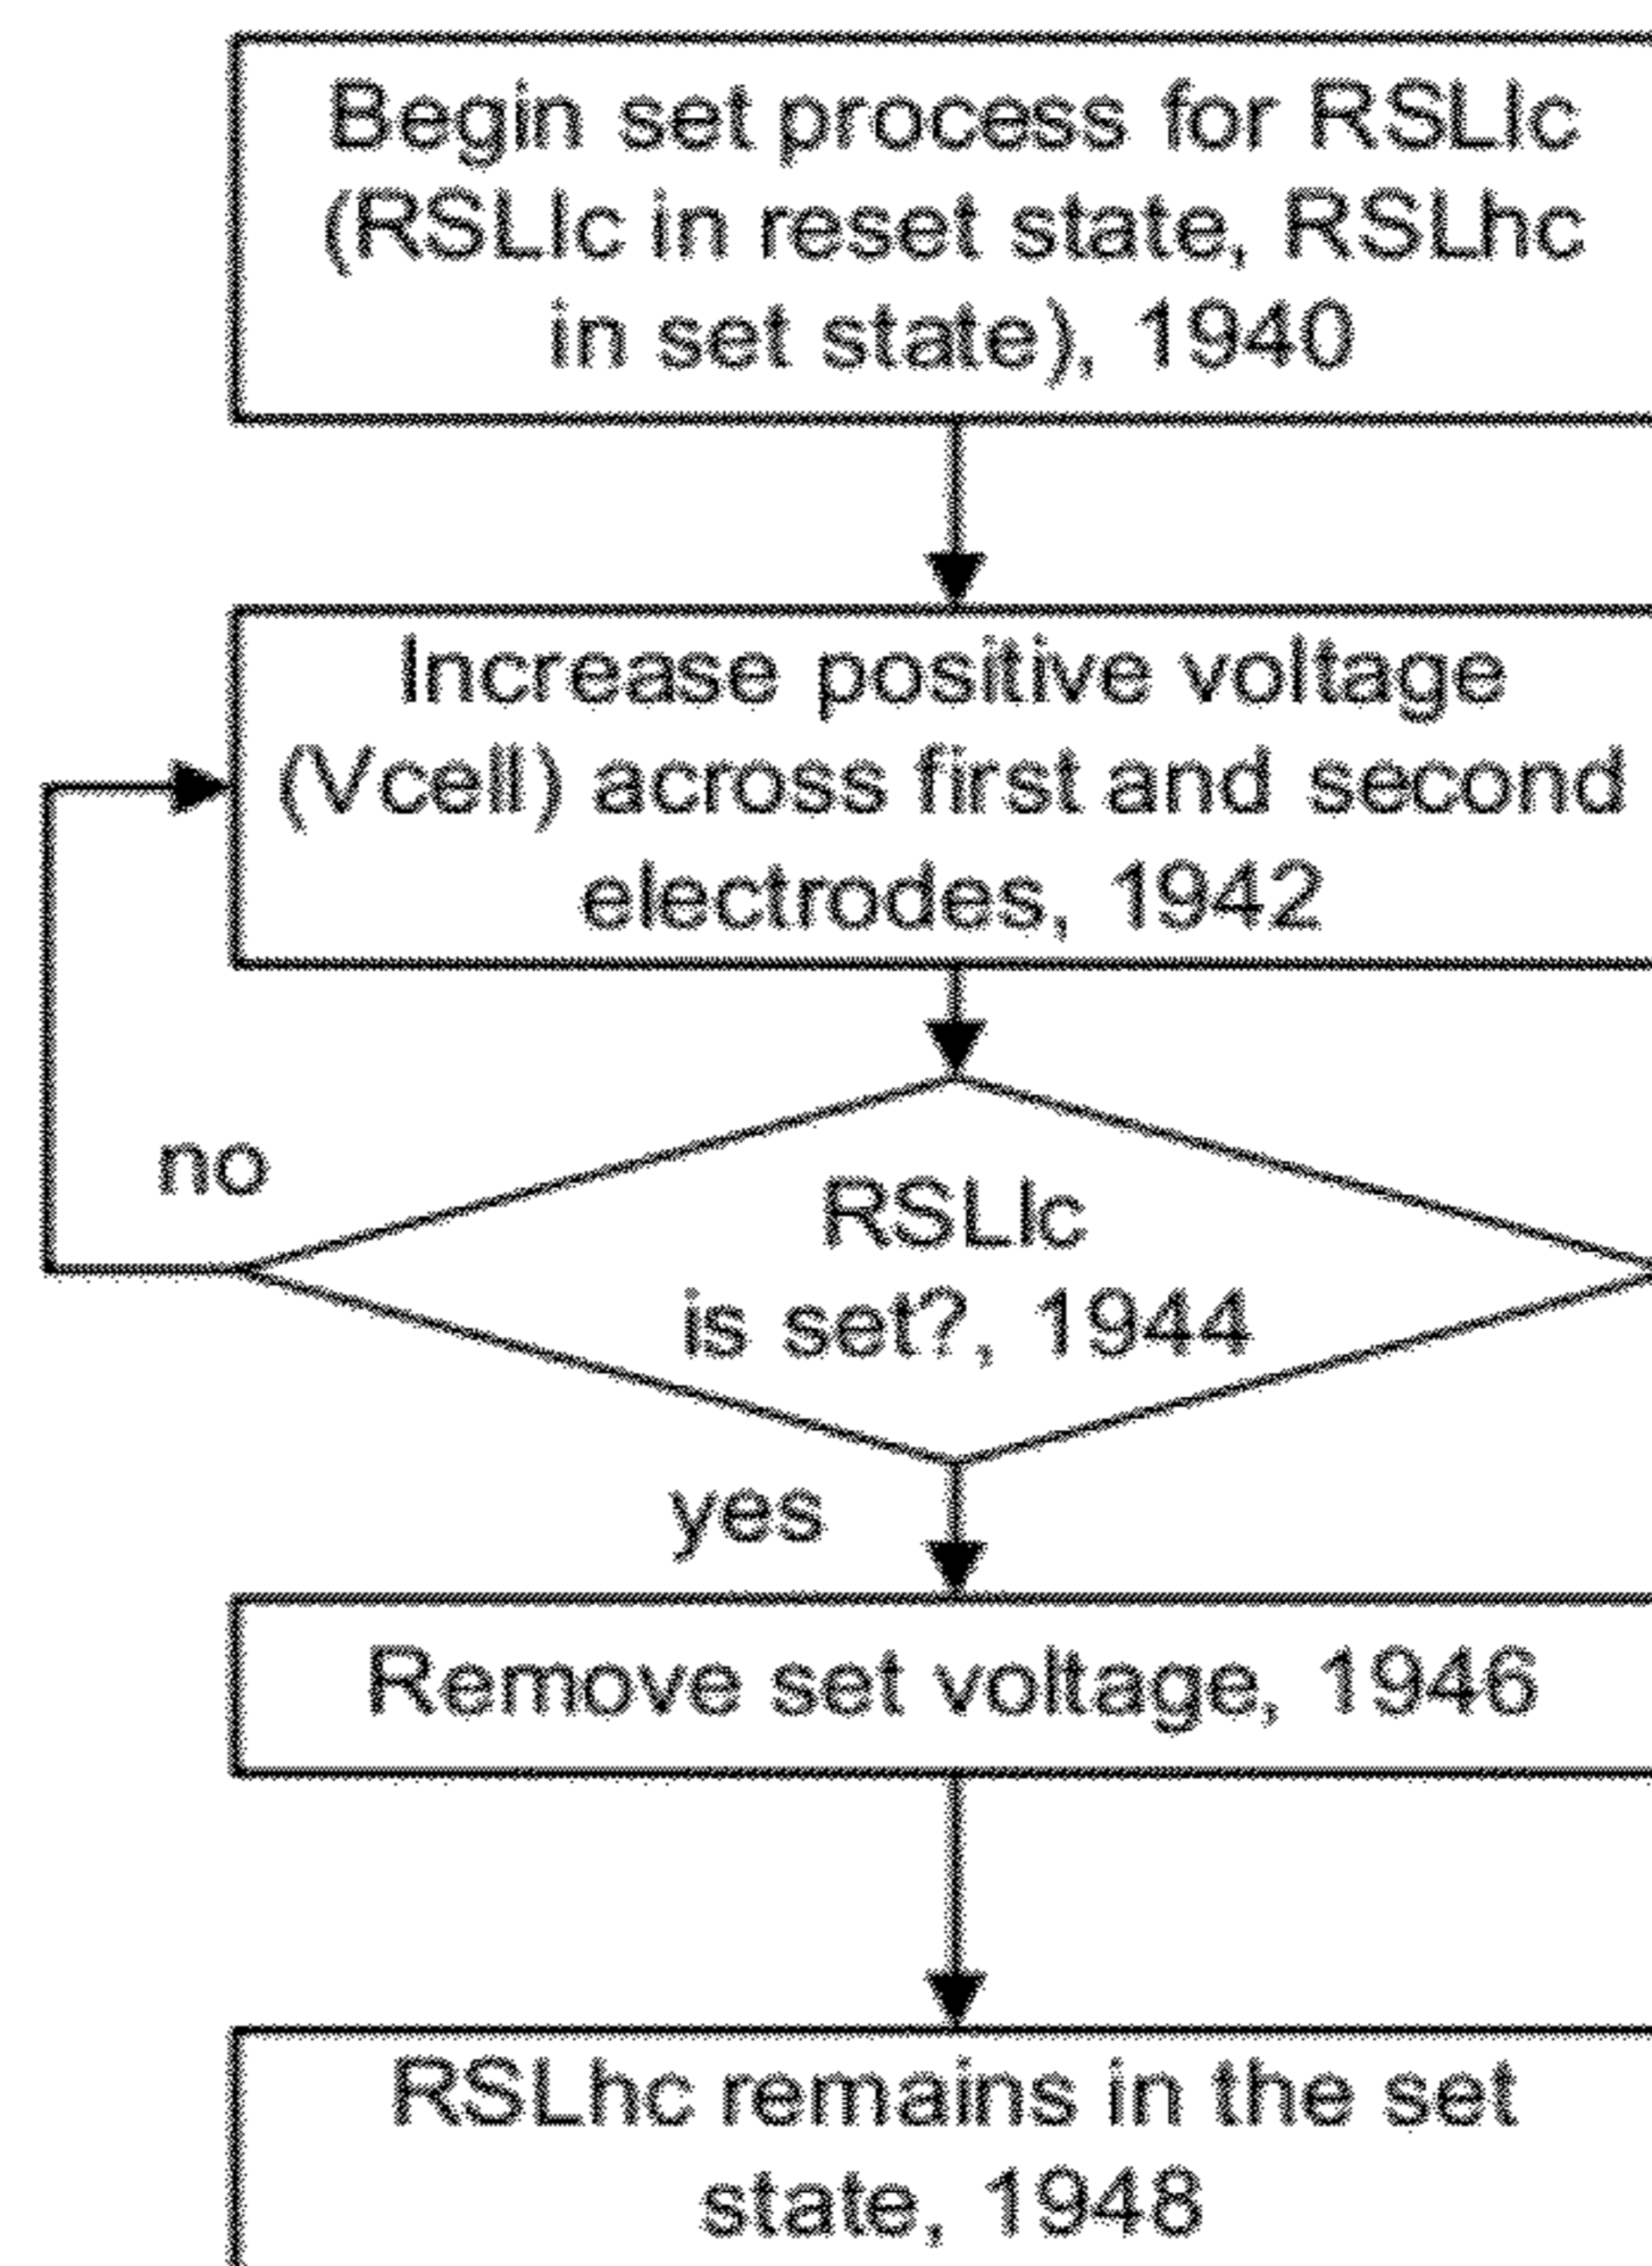 Begin set process for RSLlc
(RSLlc in reset state, RSLhc
in set state), 1940
Increase positive voltage
(Vcell) across first and second
electrodes, 1942
no
RSLlc
is set?, 1944
yes
Remove set voltage, 1946
RSLhc remains in the set
state, 1948